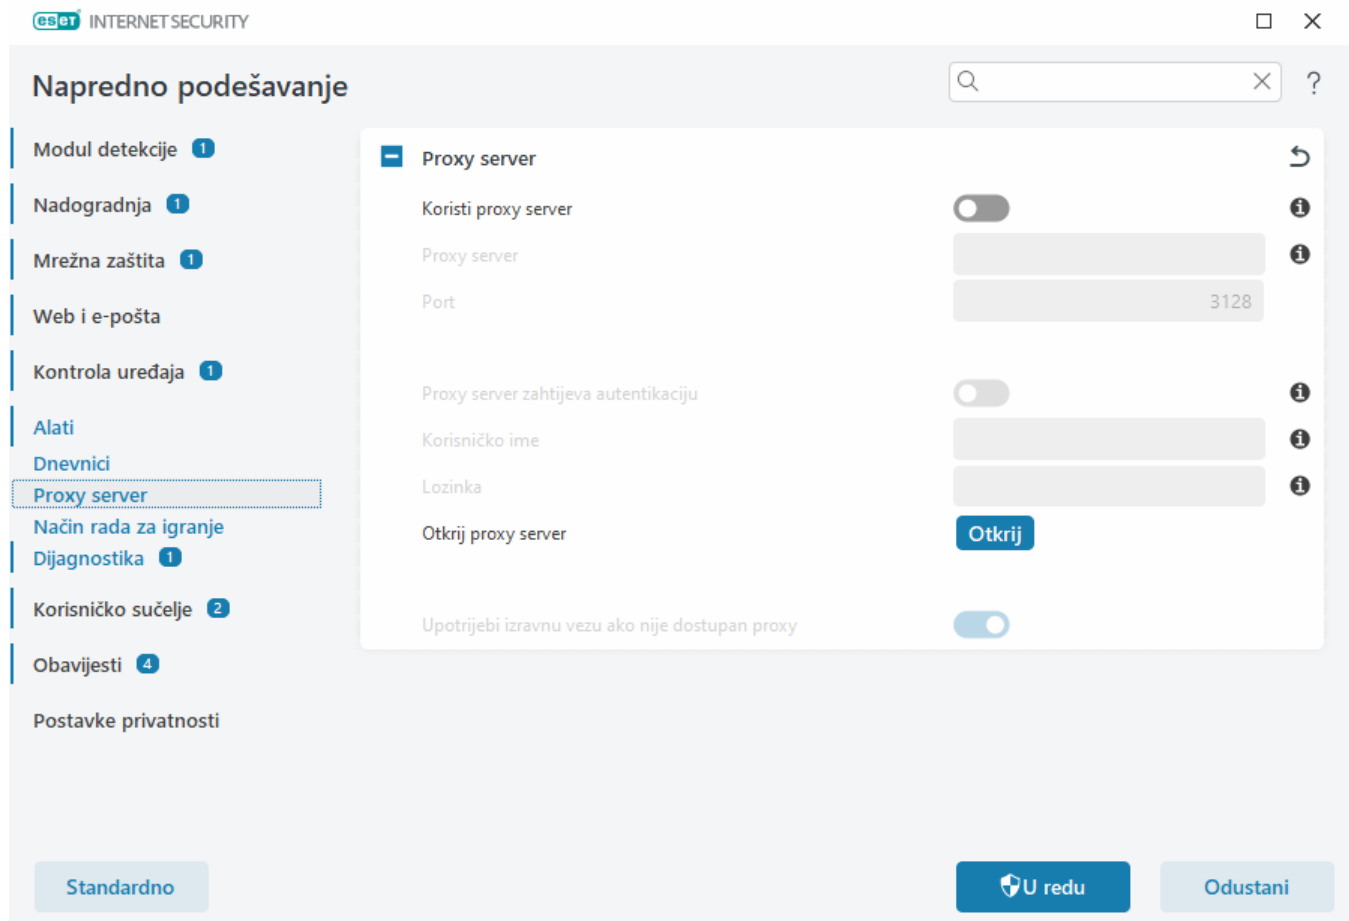 eset INTERNET SECURITY
Napredno podešavanje
?
Modul detekcije 1
Nadogradnja 1
Mrežna zaštita 1
Web i e-pošta
Kontrola uređaja 1
Alati
Dnevnici
Proxy server
Način rada za igranje
Dijagnostika 1
Korisničko sučelje 2
Obavijesti 4
Postavke privatnosti
Proxy server
Koristi proxy server
Proxy server
Port 3128
Proxy server zahtijeva autentikaciju
Korisničko ime
Lozinka
Otkrij proxy server Otkrij
Upotrijebi izravnu vezu ako nije dostupan proxy
Standardno
U redu
Odustani